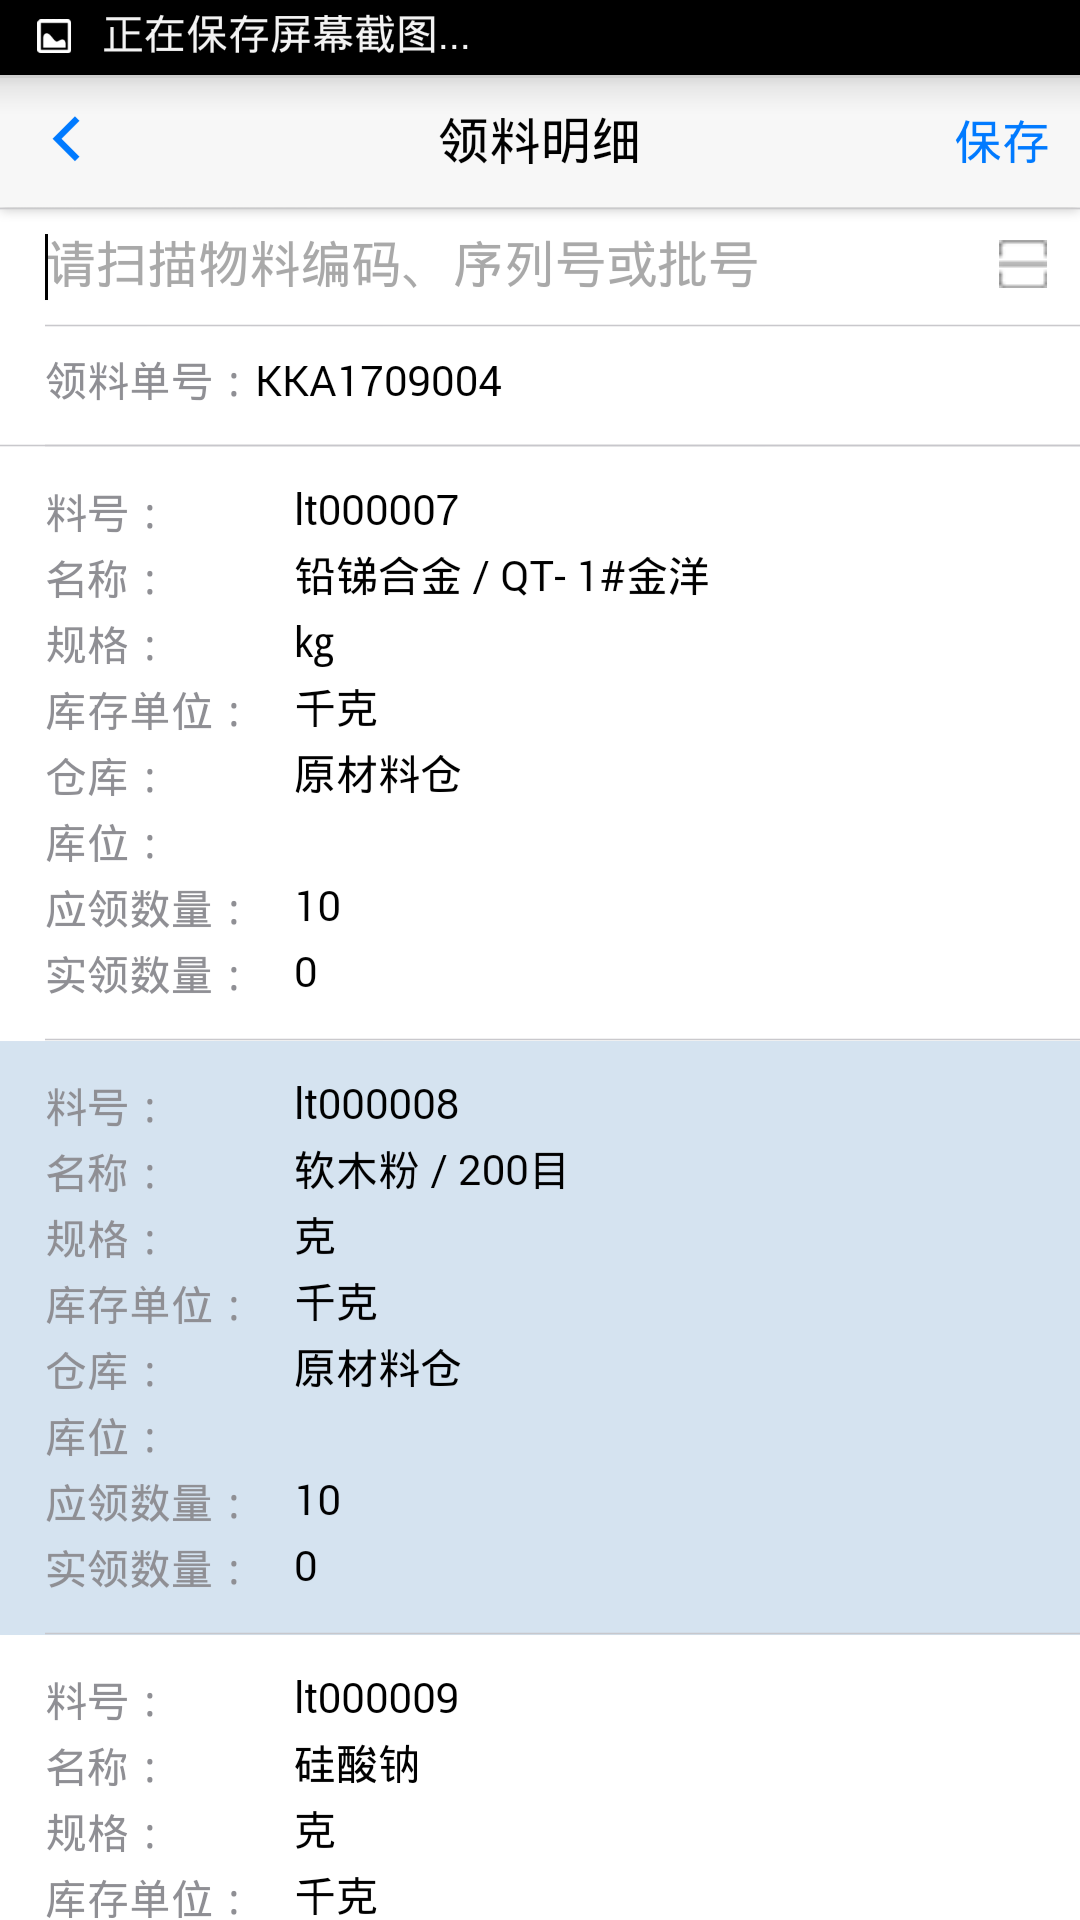 正在保存屏幕截图...
领料明细
保存
请扫描物料编码、序列号或批号
领料单号：KKA1709004
料号： lt000007
名称： 铅锑合金 / QT- 1#金洋
规格： kg
库存单位： 千克
仓库： 原材料仓
库位：
应领数量： 10
实领数量： 0
料号： lt000008
名称： 软木粉 / 200目
规格： 克
库存单位： 千克
仓库： 原材料仓
库位：
应领数量： 10
实领数量： 0
料号： lt000009
名称： 硅酸钠
规格： 克
库存单位： 千克